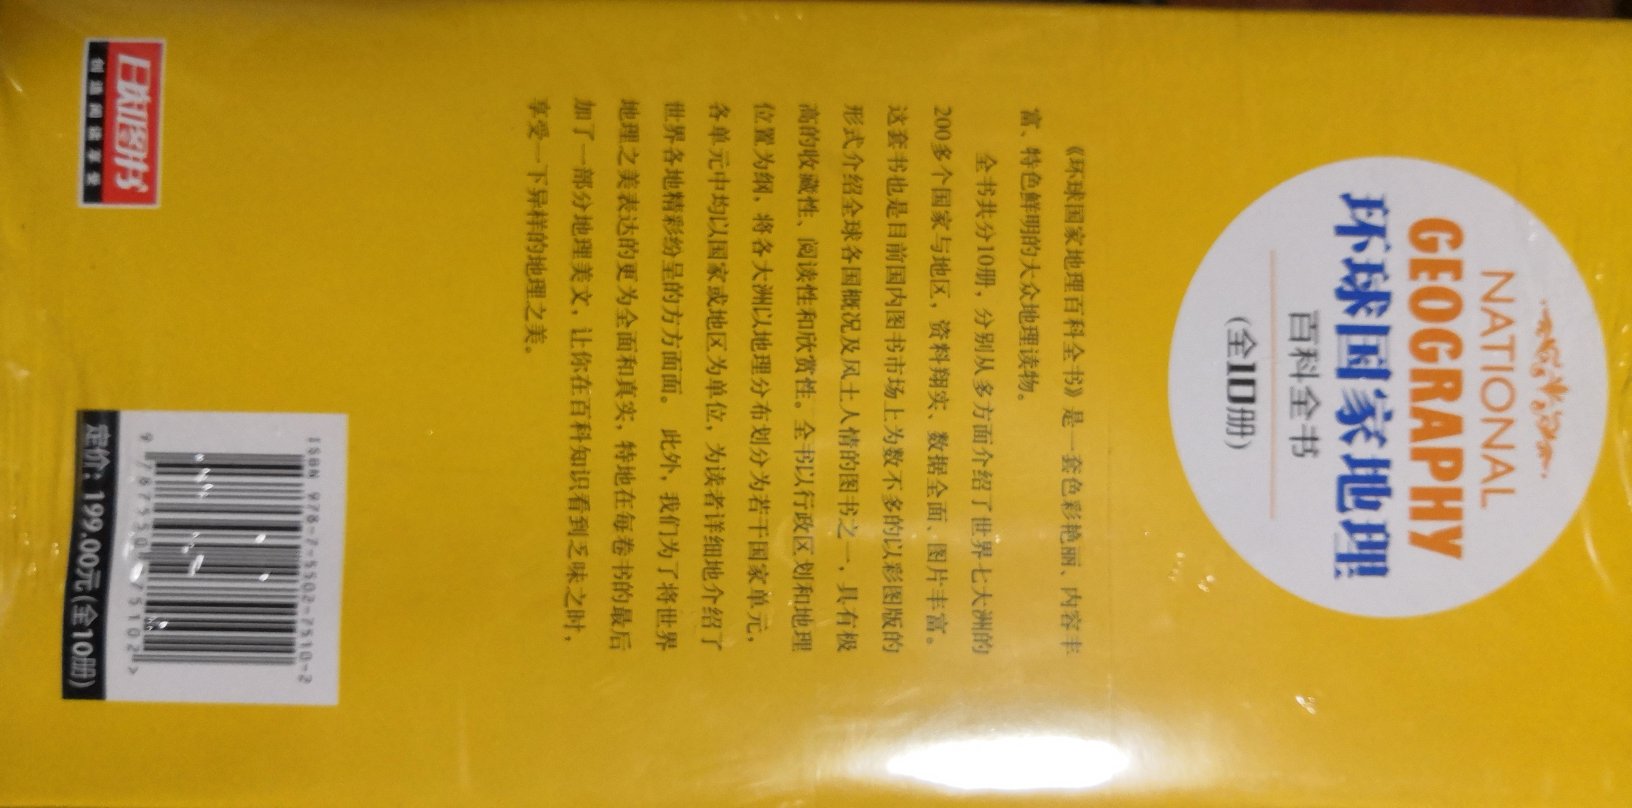 NATIONAL
GEOGRAPHY
环球国家地理
百科全书
(全10册)
《环球国家地理百科全书》是一套色彩艳丽、内容丰
富、特色鲜明的大众地理读物。
全书共分10册，分别从多方面介绍了世界七大洲的
200多个国家与地区，资料翔实、数据全面、图片丰富。
这套书也是目前国内图书市场上为数不多的以彩图版的
形式介绍全球各国概况及风土人情的图书之一，具有极
高的收藏性、阅读性和欣赏性。全书以行政区划和地理
位置为纲，将各大洲以地理分布划分为若干国家单元，
各单元中均以国家或地区为单位，为读者详细地介绍了
世界各地精彩纷呈的方方面面。此外，我们为了将世界
地理之美表达的更为全面和真实，特地在每卷书的最后
加了一部分地理美文，让你在百科知识看到乏味之时，
享受一下异样的地理之美。
日知图书
创造阅读享受
ISBN 978-7-5502-7510-2
9 787550 275102>
定价：199.00元(全10册)